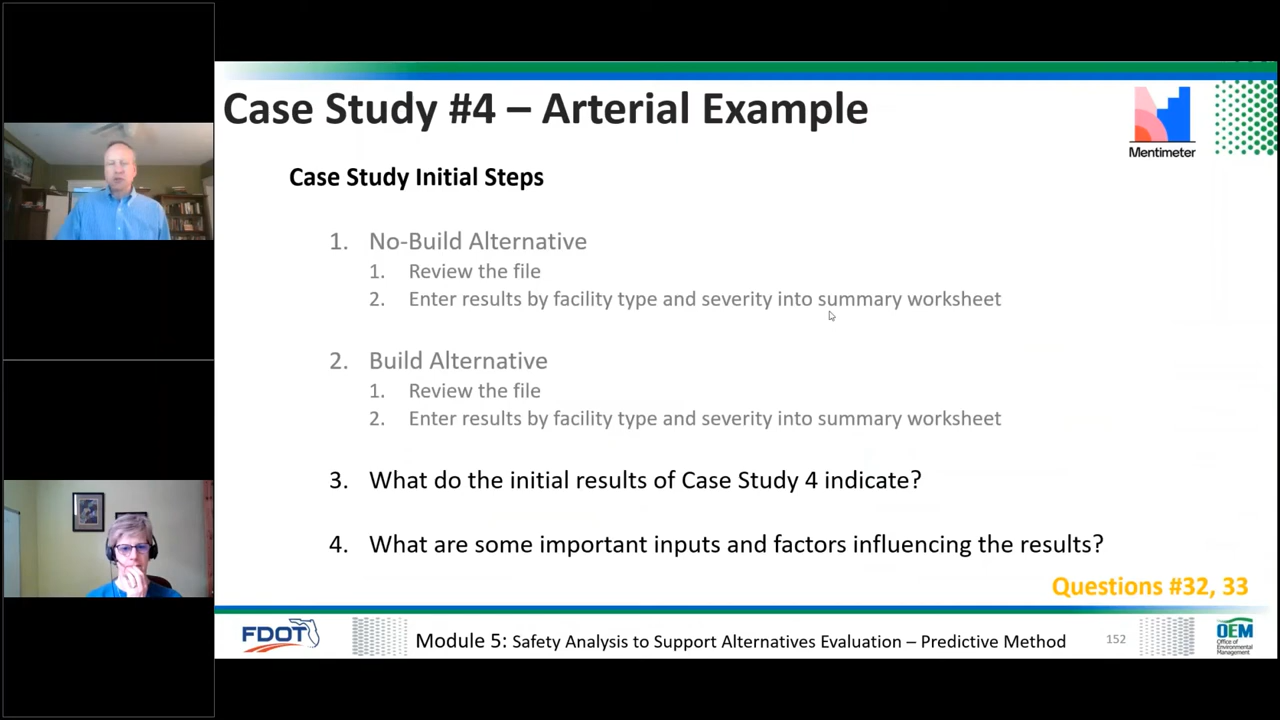 Case Study #4 – Arterial Example
Mentimeter
Case Study Initial Steps
1. No-Build Alternative
1. Review the file
2. Enter results by facility type and severity into summary worksheet
2. Build Alternative
1. Review the file
2. Enter results by facility type and severity into summary worksheet
3. What do the initial results of Case Study 4 indicate?
4. What are some important inputs and factors influencing the results?
Questions #32, 33
FDOT
Module 5: Safety Analysis to Support Alternatives Evaluation – Predictive Method
152
OEM
Office of
Environmental
Management